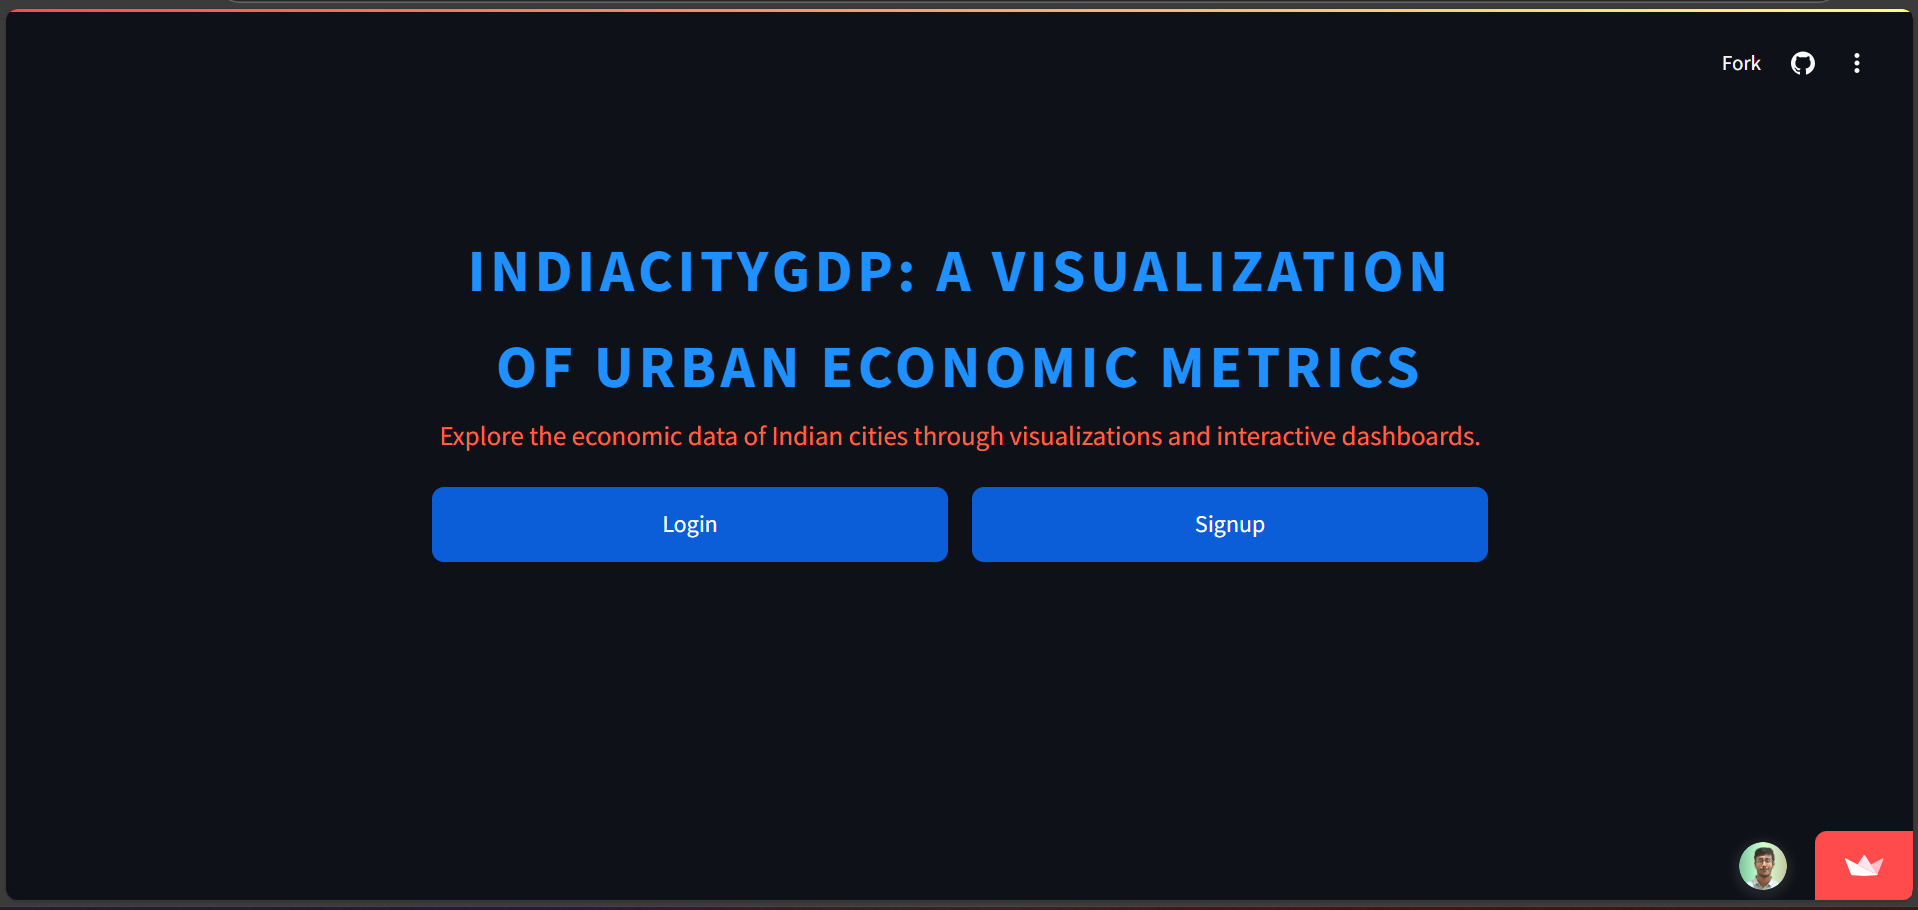 Fork
INDIACITYGDP: A VISUALIZATION
OF URBAN ECONOMIC METRICS
Explore the economic data of Indian cities through visualizations and interactive dashboards.
Login
Signup